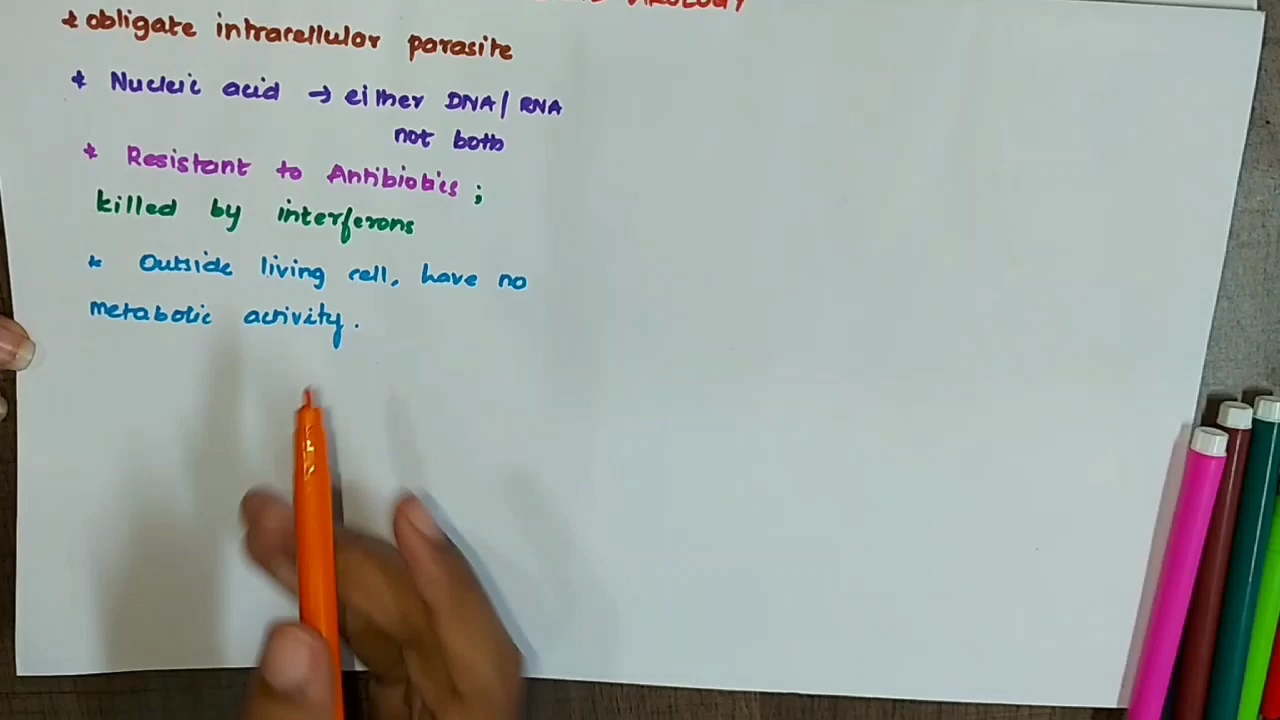 VIROLOGY
* obligate intracellular parasite
* Nucleic acid → either DNA/RNA
not both
* Resistant to Antibiotics;
killed by interferons
* Outside living cell, have no
metabolic activity.